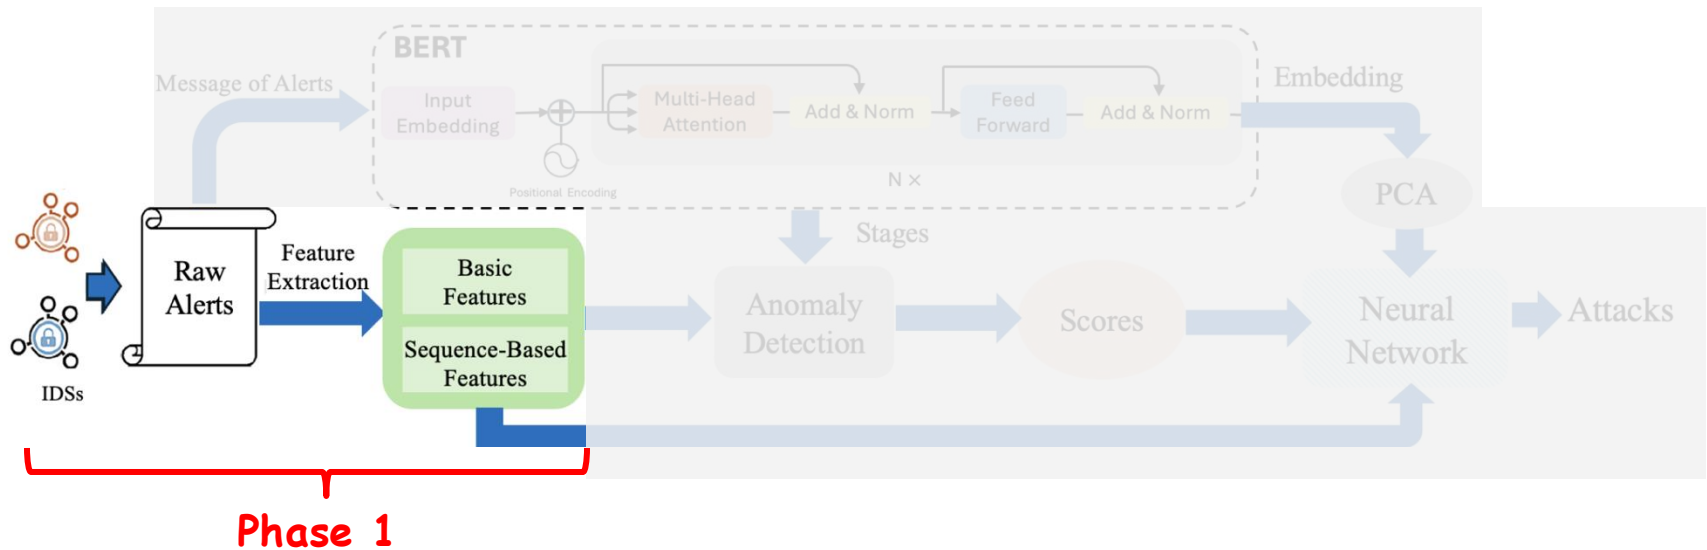 BERT
Message of Alerts
Input
Embedding
Multi-Head
Attention
Add & Norm
Feed
Forward
Add & Norm
Embedding
Positional Encoding
N ×
PCA
Stages
IDSs
Raw
Alerts
Feature
Extraction
Basic
Features
Sequence-Based
Features
Anomaly
Detection
Scores
Neural
Network
Attacks
Phase 1